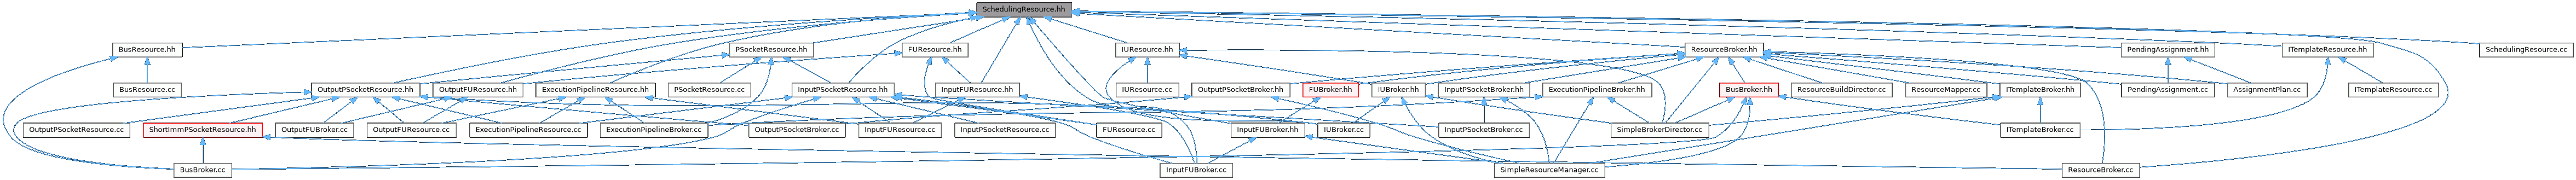 SchedulingResource.hh
BusResource.hh
PSocketResource.hh
FUResource.hh
IUResource.hh
ResourceBroker.hh
PendingAssignment.hh
ITemplateResource.hh
SchedulingResource.cc
BusResource.cc
OutputPSocketResource.hh
OutputFUResource.hh
ExecutionPipelineResource.hh
PSocketResource.cc
InputPSocketResource.hh
InputFUResource.hh
IUResource.cc
OutputPSocketBroker.hh
FUBroker.hh
IUBroker.hh
InputPSocketBroker.hh
ExecutionPipelineBroker.hh
BusBroker.hh
ResourceBuildDirector.cc
ResourceMapper.cc
ITemplateBroker.hh
PendingAssignment.cc
AssignmentPlan.cc
ITemplateResource.cc
OutputPSocketResource.cc
ShortImmPSocketResource.hh
OutputFUBroker.cc
OutputFUResource.cc
ExecutionPipelineResource.cc
ExecutionPipelineBroker.cc
OutputPSocketBroker.cc
InputFUResource.cc
InputPSocketResource.cc
FUResource.cc
InputFUBroker.hh
IUBroker.cc
InputPSocketBroker.cc
SimpleBrokerDirector.cc
ITemplateBroker.cc
BusBroker.cc
InputFUBroker.cc
SimpleResourceManager.cc
ResourceBroker.cc